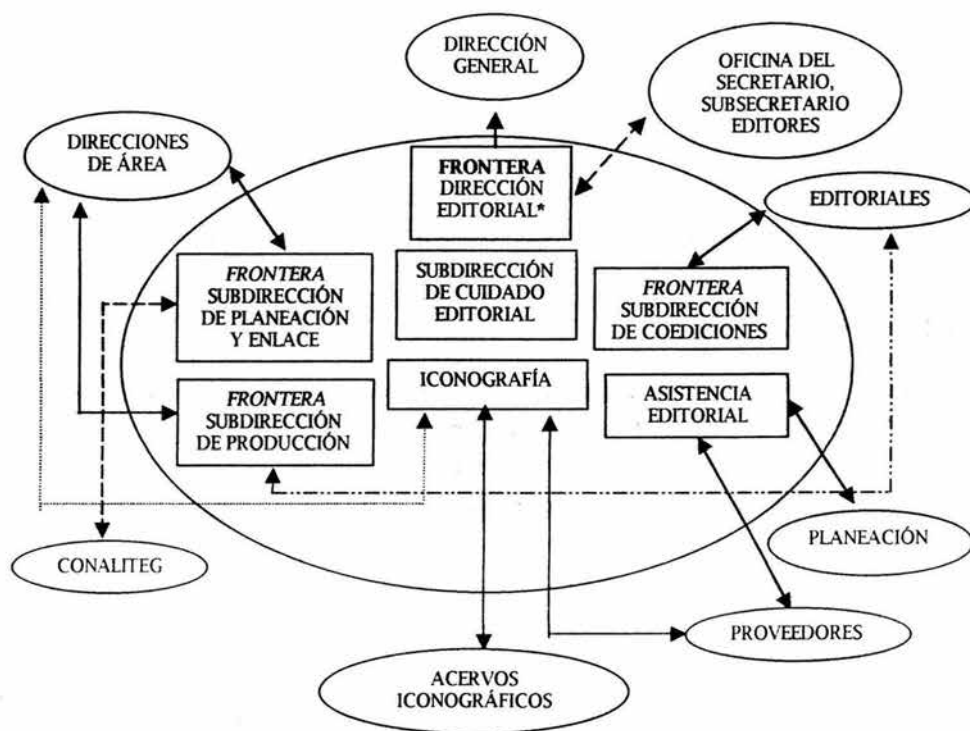 DIRECCIÓN
GENERAL
OFICINA DEL
SECRETARIO,
SUBSECRETARIO
EDITORES
DIRECCIONES
DE ÁREA
FRONTERA
DIRECCIÓN
EDITORIAL*
EDITORIALES
FRONTERA
SUBDIRECCIÓN
DE PLANEACIÓN
Y ENLACE
SUBDIRECCIÓN
DE CUIDADO
EDITORIAL
FRONTERA
SUBDIRECCIÓN
DE COEDICIONES
ICONOGRAFÍA
FRONTERA
SUBDIRECCIÓN
DE PRODUCCIÓN
ASISTENCIA
EDITORIAL
CONALITEG
PLANEACIÓN
PROVEEDORES
ACERVOS
ICONOGRÁFICOS